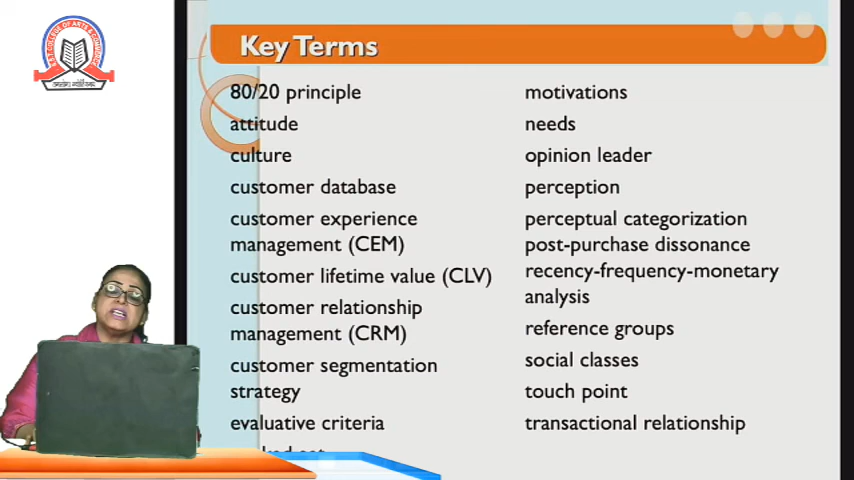 Key Terms
80/20 principle
attitude
culture
customer database
customer experience
management (CEM)
customer lifetime value (CLV)
customer relationship
management (CRM)
customer segmentation
strategy
evaluative criteria
motivations
needs
opinion leader
perception
perceptual categorization
post-purchase dissonance
recency-frequency-monetary
analysis
reference groups
social classes
touch point
transactional relationship